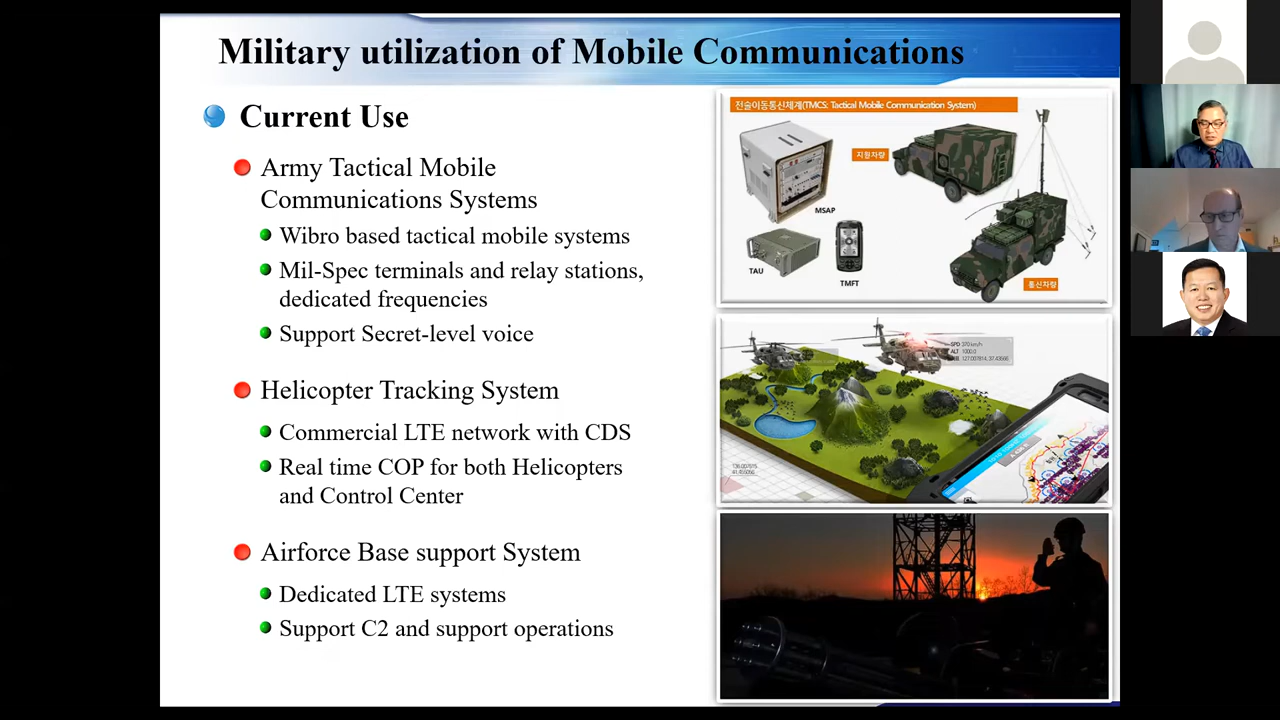 Military utilization of Mobile Communications
Current Use
Army Tactical Mobile
Communications Systems
Wibro based tactical mobile systems
Mil-Spec terminals and relay stations,
dedicated frequencies
Support Secret-level voice
Helicopter Tracking System
Commercial LTE network with CDS
Real time COP for both Helicopters
and Control Center
Airforce Base support System
Dedicated LTE systems
Support C2 and support operations
전술이동통신체계(TMCS: Tactical Mobile Communication System)
지원차량
MSAP
TAU
TMFT
통신차량